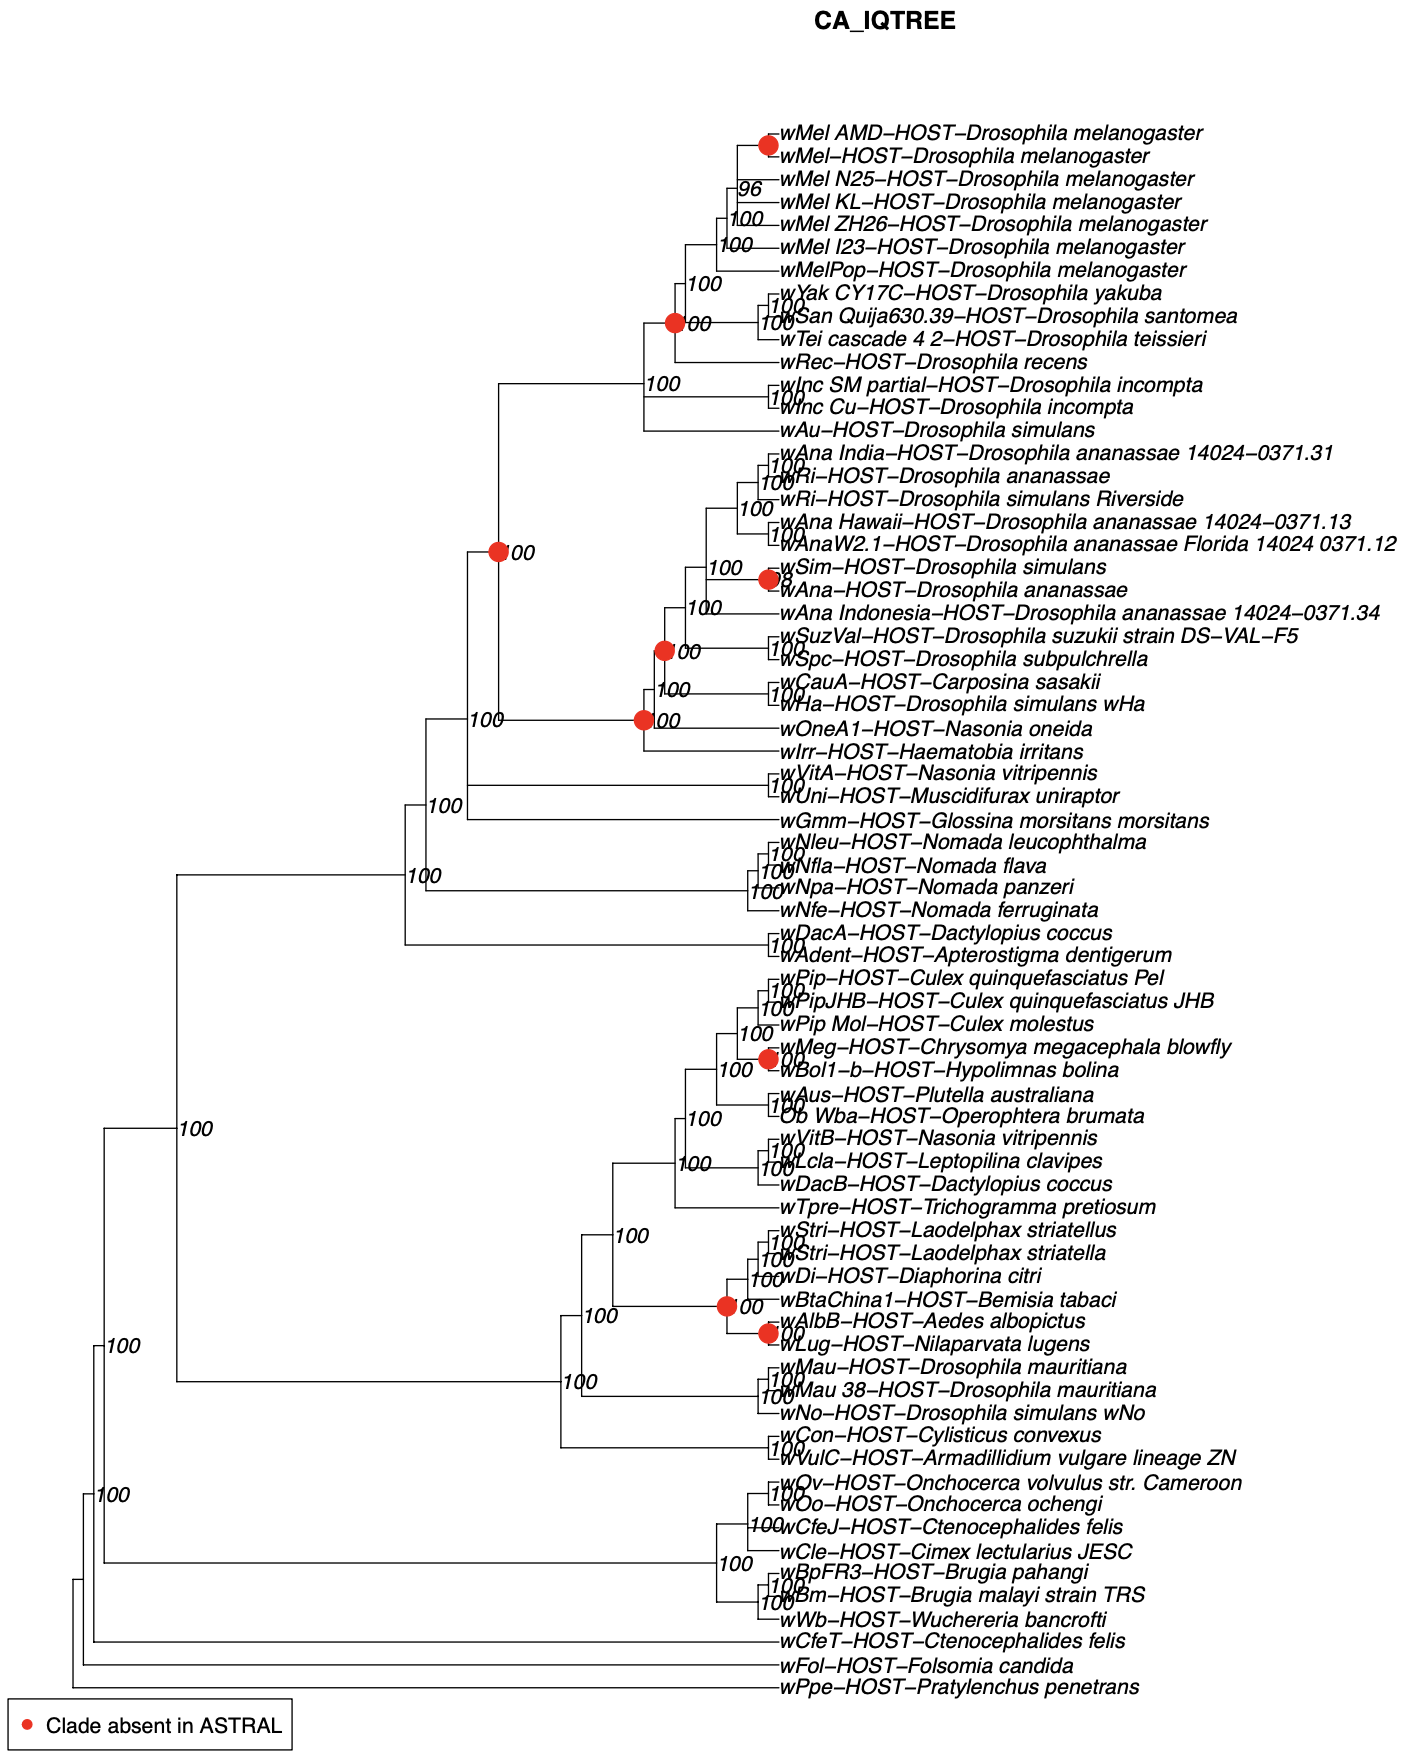 CA_IQTREE
wMel AMD–HOST–Drosophila melanogaster
wMel–HOST–Drosophila melanogaster
wMel N25–HOST–Drosophila melanogaster
96
wMel KL–HOST–Drosophila melanogaster
100
wMel ZH26–HOST–Drosophila melanogaster
100
wMel I23–HOST–Drosophila melanogaster
wMelPop–HOST–Drosophila melanogaster
100
wYak CY17C–HOST–Drosophila yakuba
100
wSan Quija630.39–HOST–Drosophila santomea
100
100
wTei cascade 4 2–HOST–Drosophila teissieri
wRec–HOST–Drosophila recens
100
wInc SM partial–HOST–Drosophila incompta
100
wInc Cu–HOST–Drosophila incompta
wAu–HOST–Drosophila simulans
wAna India–HOST–Drosophila ananassae 14024–0371.31
100
wRi–HOST–Drosophila ananassae
100
wRi–HOST–Drosophila simulans Riverside
100
wAna Hawaii–HOST–Drosophila ananassae 14024–0371.13
100
wAnaW2.1–HOST–Drosophila ananassae Florida 14024 0371.12
100
100
wSim–HOST–Drosophila simulans
98
wAna–HOST–Drosophila ananassae
100
wAna Indonesia–HOST–Drosophila ananassae 14024–0371.34
wSuzVal–HOST–Drosophila suzukii strain DS–VAL–F5
100
100
wSpc–HOST–Drosophila subpulchrella
wCauA–HOST–Carposina sasakii
100
100
wHa–HOST–Drosophila simulans wHa
100
100
wOneA1–HOST–Nasonia oneida
wIrr–HOST–Haematobia irritans
wVitA–HOST–Nasonia vitripennis
100
wUni–HOST–Muscidifurax uniraptor
100
wGmm–HOST–Glossina morsitans morsitans
wNleu–HOST–Nomada leucophthalma
100
wNfla–HOST–Nomada flava
100
100
wNpa–HOST–Nomada panzeri
100
wNfe–HOST–Nomada ferruginata
wDacA–HOST–Dactylopius coccus
100
wAdent–HOST–Apterostigma dentigerum
wPip–HOST–Culex quinquefasciatus Pel
100
wPipJHB–HOST–Culex quinquefasciatus JHB
100
wPip Mol–HOST–Culex molestus
100
wMeg–HOST–Chrysomya megacephala blowfly
100
wBol1–b–HOST–Hypolimnas bolina
100
wAus–HOST–Plutella australiana
100
Ob Wba–HOST–Operophtera brumata
100
100
wVitB–HOST–Nasonia vitripennis
100
wLcla–HOST–Leptopilina clavipes
100
100
wDacB–HOST–Dactylopius coccus
wTpre–HOST–Trichogramma pretiosum
wStri–HOST–Laodelphax striatellus
100
100
wStri–HOST–Laodelphax striatella
100
wDi–HOST–Diaphorina citri
100
wBtaChina1–HOST–Bemisia tabaci
100
100
wAlbB–HOST–Aedes albopictus
100
wLug–HOST–Nilaparvata lugens
100
wMau–HOST–Drosophila mauritiana
100
100
wMau 38–HOST–Drosophila mauritiana
100
wNo–HOST–Drosophila simulans wNo
wCon–HOST–Cylisticus convexus
100
wVulC–HOST–Armadillidium vulgare lineage ZN
wOv–HOST–Onchocerca volvulus str. Cameroon
100
100
wOo–HOST–Onchocerca ochengi
100
wCfeJ–HOST–Ctenocephalides felis
wCle–HOST–Cimex lectularius JESC
100
wBpFR3–HOST–Brugia pahangi
100
wBm–HOST–Brugia malayi strain TRS
100
wWb–HOST–Wuchereria bancrofti
wCfeT–HOST–Ctenocephalides felis
wFol–HOST–Folsomia candida
wPpe–HOST–Pratylenchus penetrans
Clade absent in ASTRAL